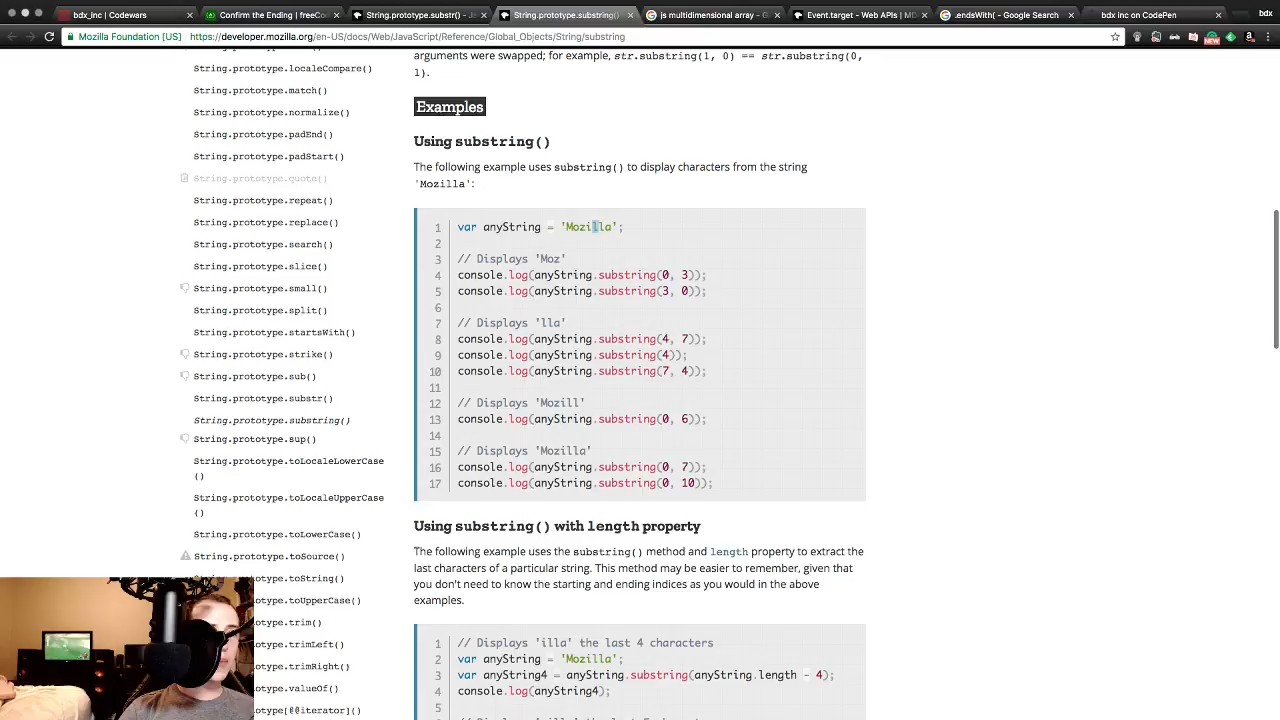 bdx_inc | Codewars
Confirm the Ending | freeCo
String.prototype.substr() - Ja
String.prototype.substring()
js multidimensional array - G
Event.target - Web APIs | MD
.endsWith( - Google Search
bdx inc on CodePen
bdx
Mozilla Foundation [US]
https://developer.mozilla.org/en-US/docs/Web/JavaScript/Reference/Global_Objects/String/substring
NEW
String.prototype.localeCompare()
String.prototype.match()
String.prototype.normalize()
String.prototype.padEnd()
String.prototype.padStart()
String.prototype.quote()
String.prototype.repeat()
String.prototype.replace()
String.prototype.search()
String.prototype.slice()
String.prototype.small()
String.prototype.split()
String.prototype.startsWith()
String.prototype.strike()
String.prototype.sub()
String.prototype.substr()
String.prototype.substring()
String.prototype.sup()
String.prototype.toLocaleLowerCase
()
String.prototype.toLocaleUpperCase
()
String.prototype.toLowerCase()
String.prototype.toSource()
ototype.toString()
ototype.toUpperCase()
ototype.trim()
ototype.trimLeft()
ototype.trimRight()
ototype.valueOf()
ototype[@@iterator]()
arguments were swapped; for example, str.substring(1, 0) == str.substring(0,
1).
Examples
Using substring()
The following example uses substring() to display characters from the string
'Mozilla':
1 var anyString = 'Mozilla';
2
3 // Displays 'Moz'
4 console.log(anyString.substring(0, 3));
5 console.log(anyString.substring(3, 0));
6
7 // Displays 'lla'
8 console.log(anyString.substring(4, 7));
9 console.log(anyString.substring(4));
10 console.log(anyString.substring(7, 4));
11
12 // Displays 'Mozill'
13 console.log(anyString.substring(0, 6));
14
15 // Displays 'Mozilla'
16 console.log(anyString.substring(0, 7));
17 console.log(anyString.substring(0, 10));
Using substring() with length property
The following example uses the substring() method and length property to extract the
last characters of a particular string. This method may be easier to remember, given that
you don't need to know the starting and ending indices as you would in the above
examples.
1 // Displays 'illa' the last 4 characters
2 var anyString = 'Mozilla';
3 var anyString4 = anyString.substring(anyString.length - 4);
4 console.log(anyString4);
5